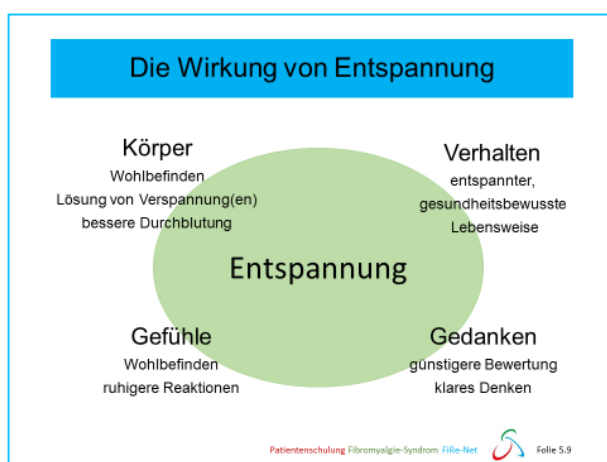 Die Wirkung von Entspannung
Körper
Wohlbefinden
Lösung von Verspannung(en)
bessere Durchblutung
Verhalten
entspannter,
gesundheitsbewusste
Lebensweise
Entspannung
Gefühle
Wohlbefinden
ruhigere Reaktionen
Gedanken
günstigere Bewertung
klares Denken
Patientenschulung Fibromyalgie-Syndrom FIRe-Net Folie 5.9